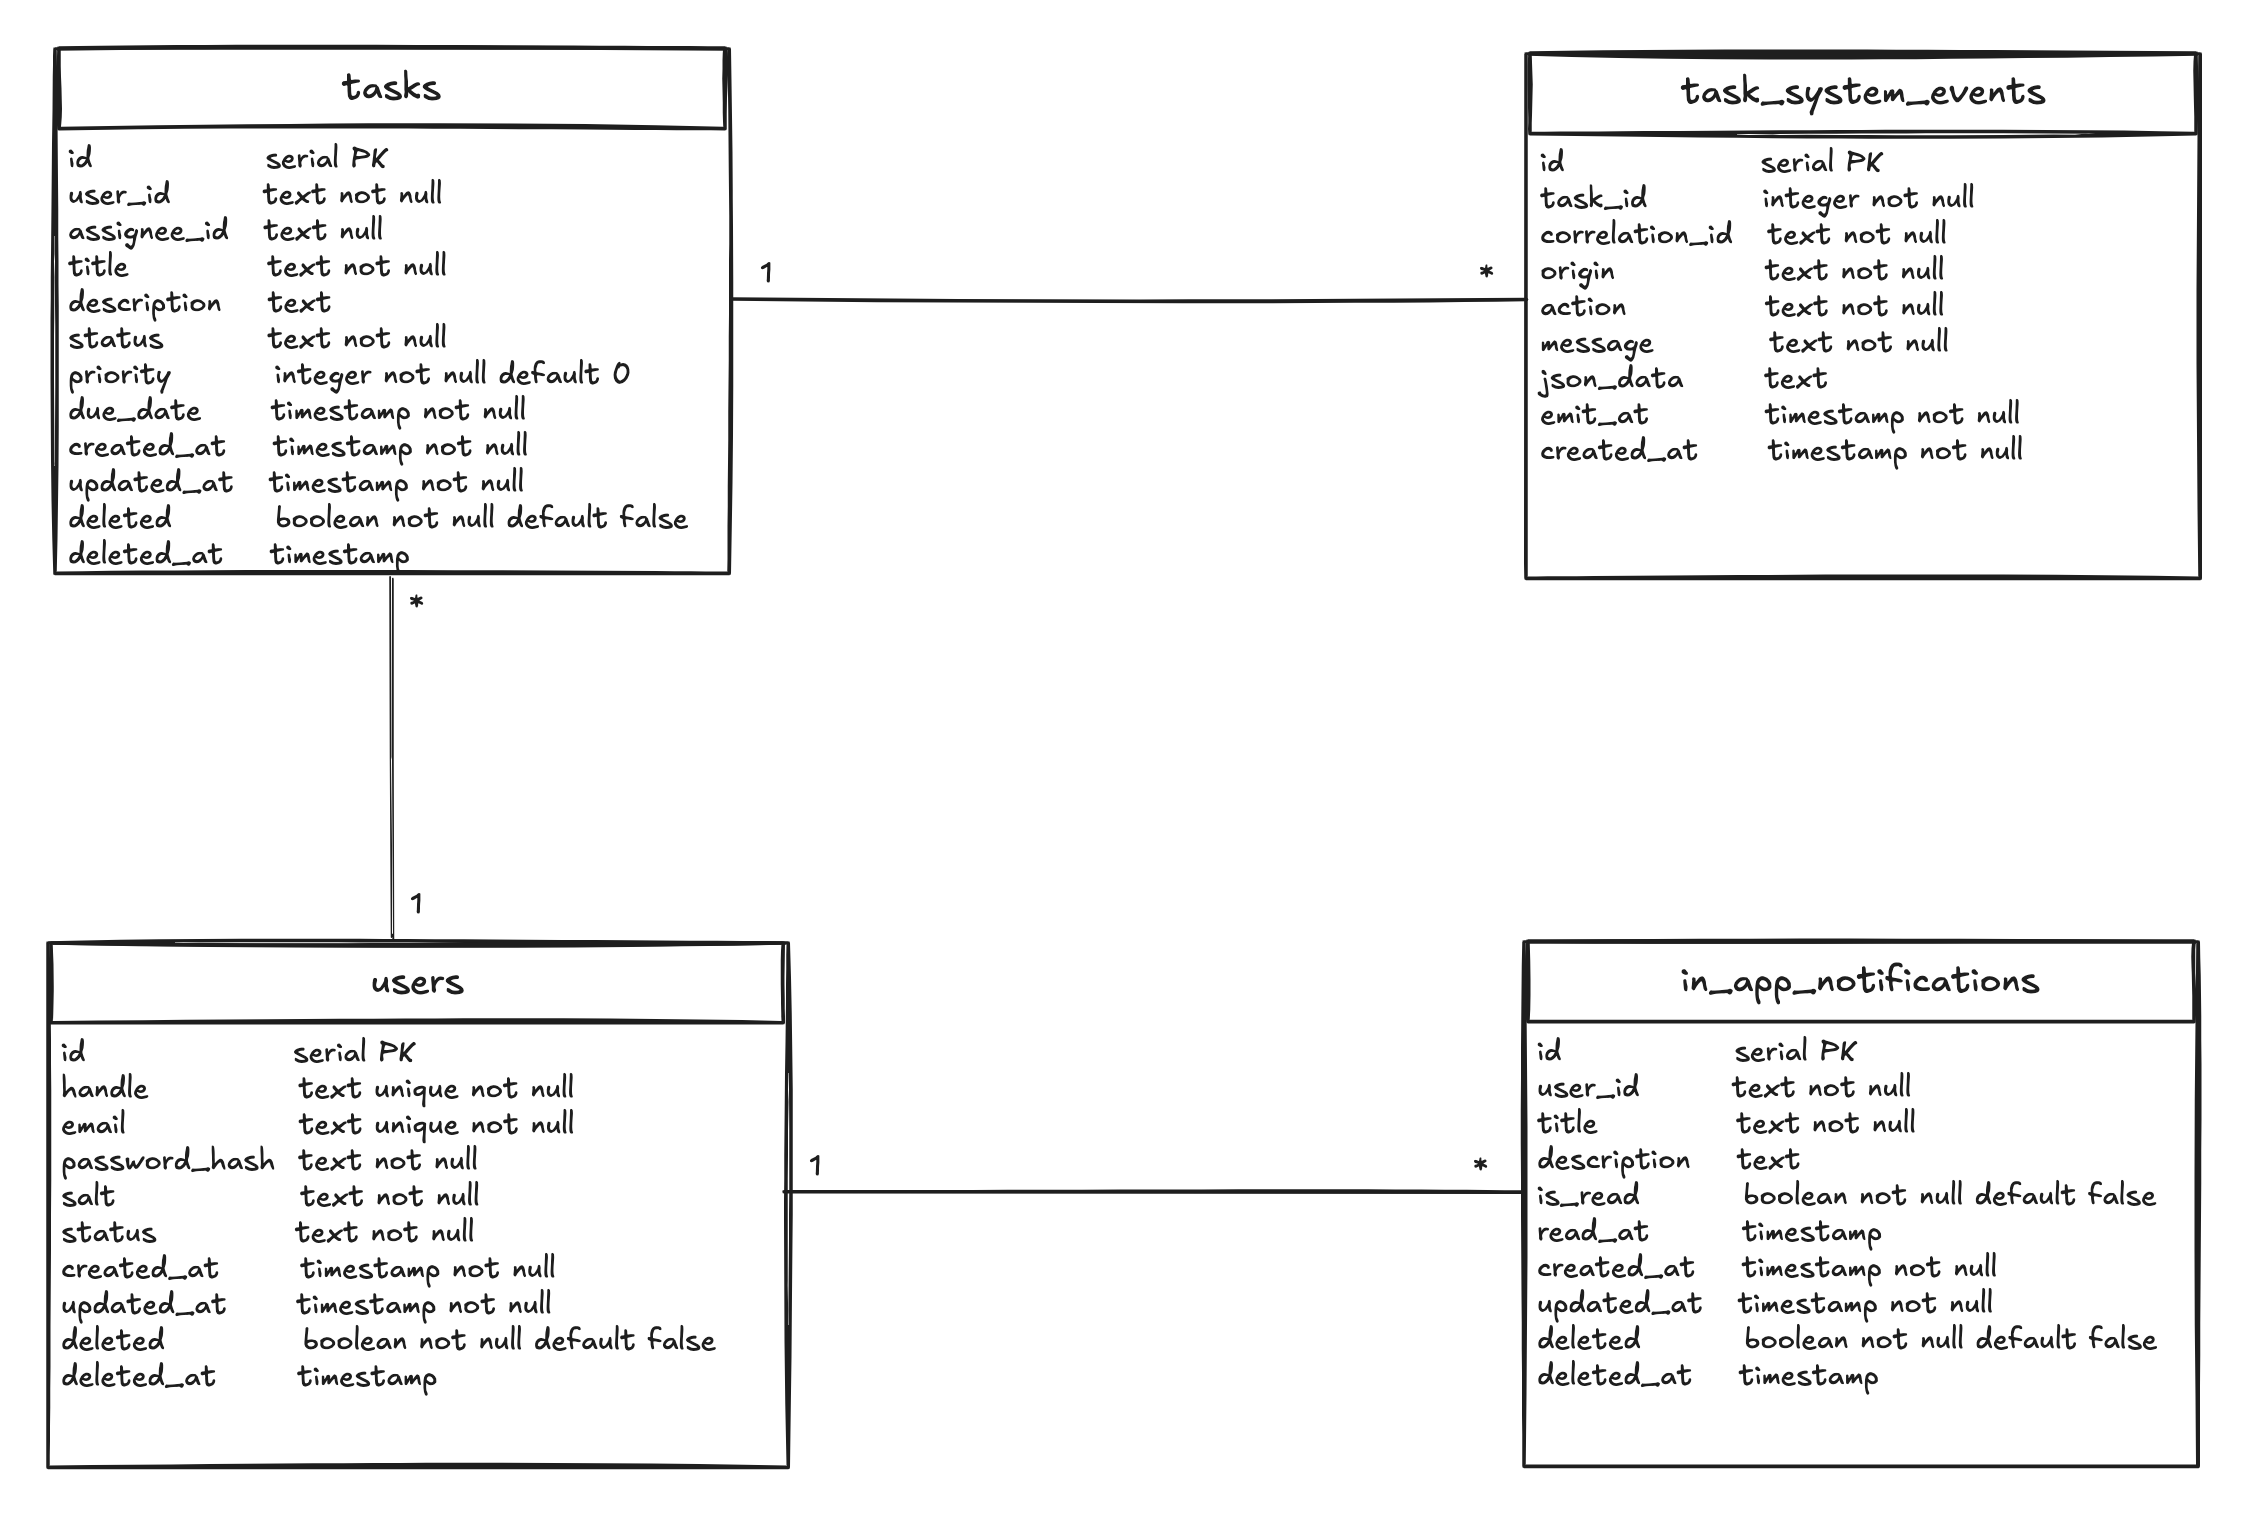 tasks
id serial PK
user_id text not null
assignee_id text null
title text not null
description text
status text not null
priority integer not null default 0
due_date timestamp not null
created_at timestamp not null
updated_at timestamp not null
deleted boolean not null default false
deleted_at timestamp
1
*
task_system_events
id serial PK
task_id integer not null
correlation_id text not null
origin text not null
action text not null
message text not null
json_data text
emit_at timestamp not null
created_at timestamp not null
*
1
users
id serial PK
handle text unique not null
email text unique not null
password_hash text not null
salt text not null
status text not null
created_at timestamp not null
updated_at timestamp not null
deleted boolean not null default false
deleted_at timestamp
1
*
in_app_notifications
id serial PK
user_id text not null
title text not null
description text
is_read boolean not null default false
read_at timestamp
created_at timestamp not null
updated_at timestamp not null
deleted boolean not null default false
deleted_at timestamp